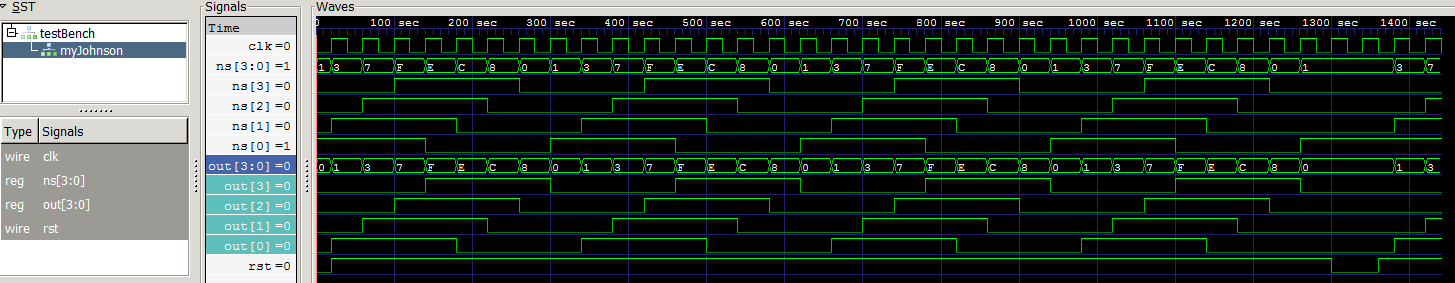 SST
testBench
myJohnson
Type Signals
wire clk
reg ns[3:0]
reg out[3:0]
wire rst
Signals
Time
clk=0
ns[3:0]=1
ns[3]=0
ns[2]=0
ns[1]=0
ns[0]=1
out[3:0]=0
out[3]=0
out[2]=0
out[1]=0
out[0]=0
rst=0
Waves
0 100 sec 200 sec 300 sec 400 sec 500 sec 600 sec 700 sec 800 sec 900 sec 1000 sec 1100 sec 1200 sec 1300 sec 1400 sec
1 3 7 F E C 8 0 1 3 7 F E C 8 0 1 3 7 F E C 8 0 1 3 7 F E C 8 0 1 3 7
0 1 3 7 F E C 8 0 1 3 7 F E C 8 0 1 3 7 F E C 8 0 1 3 7 F E C 8 0 1 3